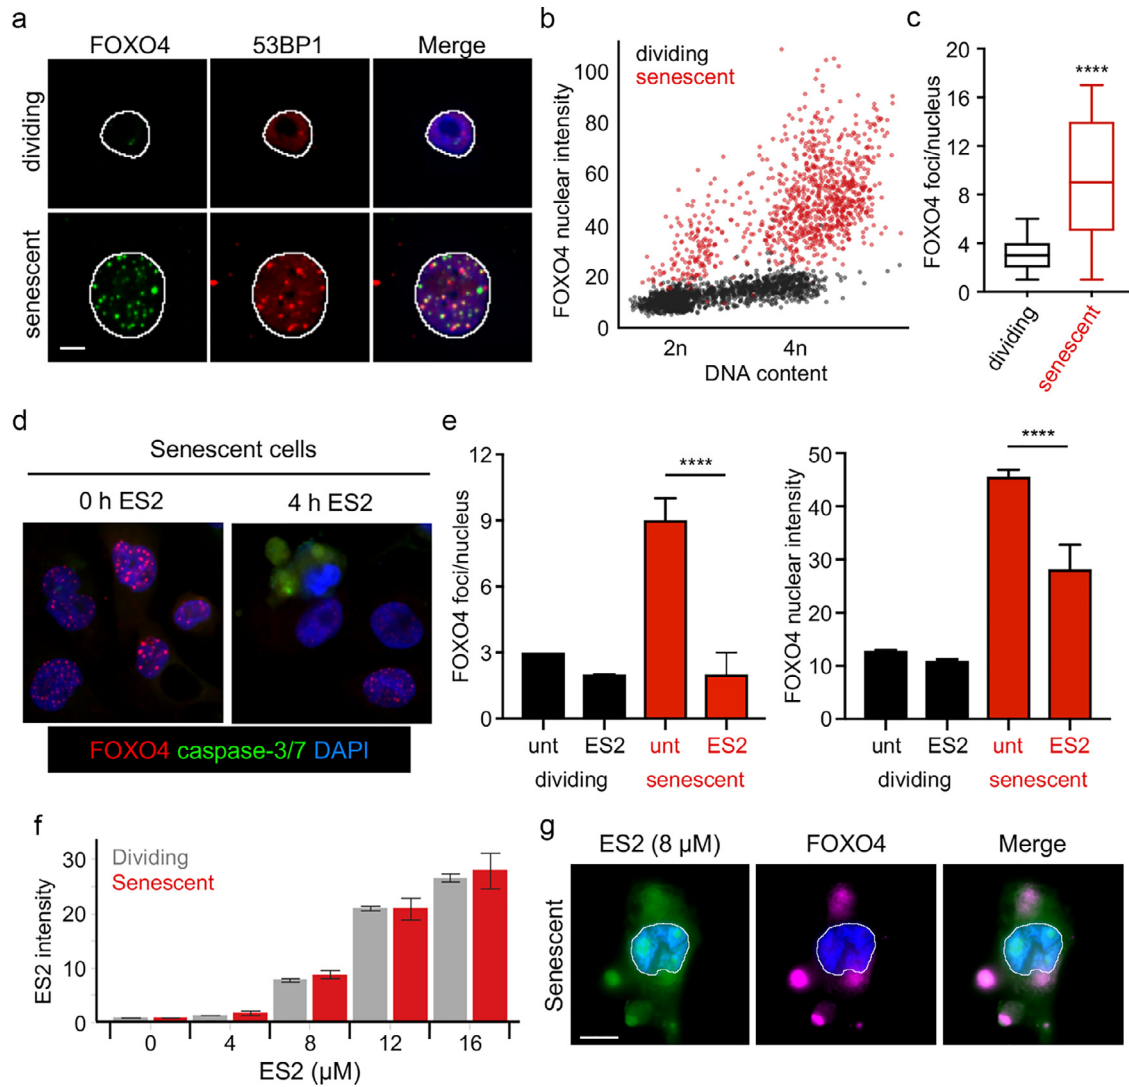 a
FOXO4 53BP1 Merge
dividing
senescent
b
dividing
senescent
FOXO4 nuclear intensity
100
80
60
40
20
0
2n 4n
DNA content
c
FOXO4 foci/nucleus
20
16
12
8
4
0
****
dividing
senescent
d
Senescent cells
0 h ES2 4 h ES2
FOXO4 caspase-3/7 DAPI
e
FOXO4 foci/nucleus
12
9
6
3
0
****
unt ES2 unt ES2
dividing senescent
FOXO4 nuclear intensity
50
40
30
20
10
0
****
unt ES2 unt ES2
dividing senescent
f
Dividing
Senescent
ES2 intensity
30
20
10
0
0 4 8 12 16
ES2 (μM)
g
ES2 (8 μM) FOXO4 Merge
Senescent